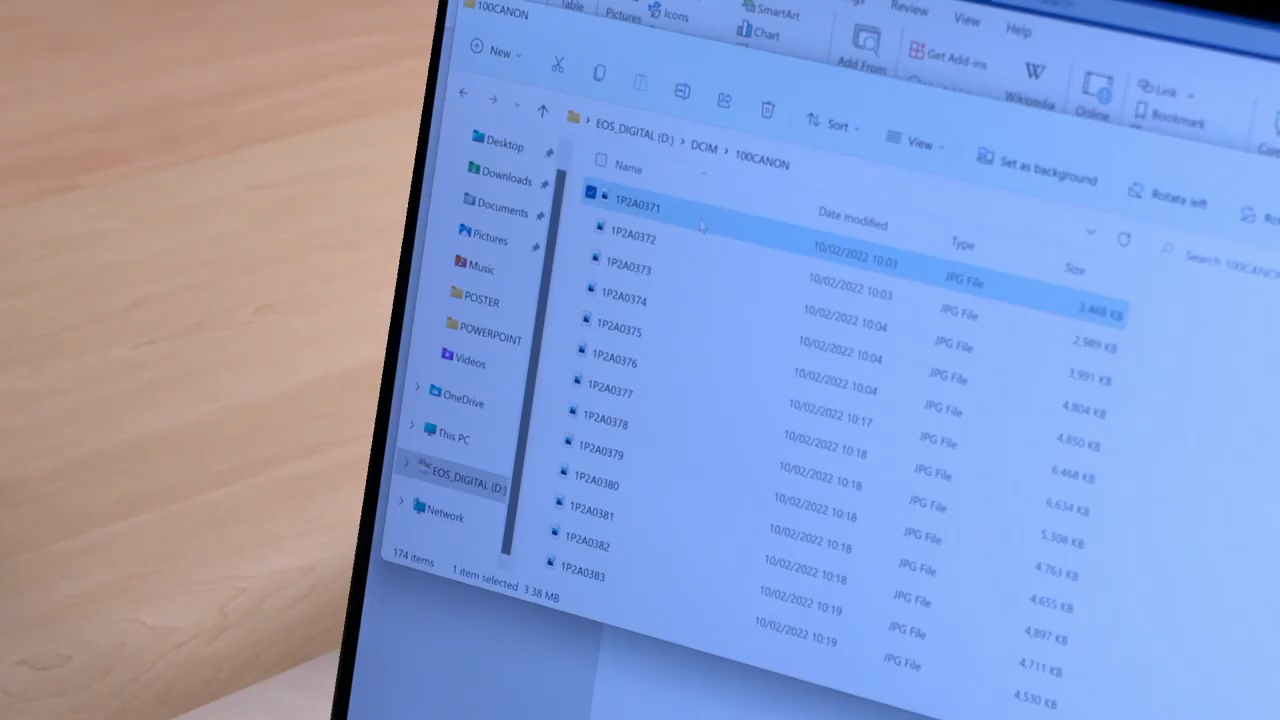 Table
Pictures
Icons
SmartArt
Chart
Review
View
Help
Add From
Get Add-ins
Wikipedia
Online
Link
Bookmark
100CANON
New
Sort
View
Set as background
Rotate left
EOS_DIGITAL (D:) > DCIM > 100CANON
Search 100CANON
Desktop
Downloads
Documents
Pictures
Music
POSTER
POWERPOINT
Videos
OneDrive
This PC
EOS_DIGITAL (D:)
Network
Name Date modified Type Size
1P2A0371 10/02/2022 10:03 JPG File 3,468 KB
1P2A0372 10/02/2022 10:03 JPG File 2,989 KB
1P2A0373 10/02/2022 10:04 JPG File 3,991 KB
1P2A0374 10/02/2022 10:04 JPG File 4,804 KB
1P2A0375 10/02/2022 10:04 JPG File 4,850 KB
1P2A0376 10/02/2022 10:17 JPG File 6,468 KB
1P2A0377 10/02/2022 10:18 JPG File 6,634 KB
1P2A0378 10/02/2022 10:18 JPG File 5,308 KB
1P2A0379 10/02/2022 10:18 JPG File 4,763 KB
1P2A0380 10/02/2022 10:18 JPG File 4,655 KB
1P2A0381 10/02/2022 10:18 JPG File 4,897 KB
1P2A0382 10/02/2022 10:19 JPG File 4,711 KB
1P2A0383 10/02/2022 10:19 JPG File 4,530 KB
174 items 1 item selected 3.38 MB